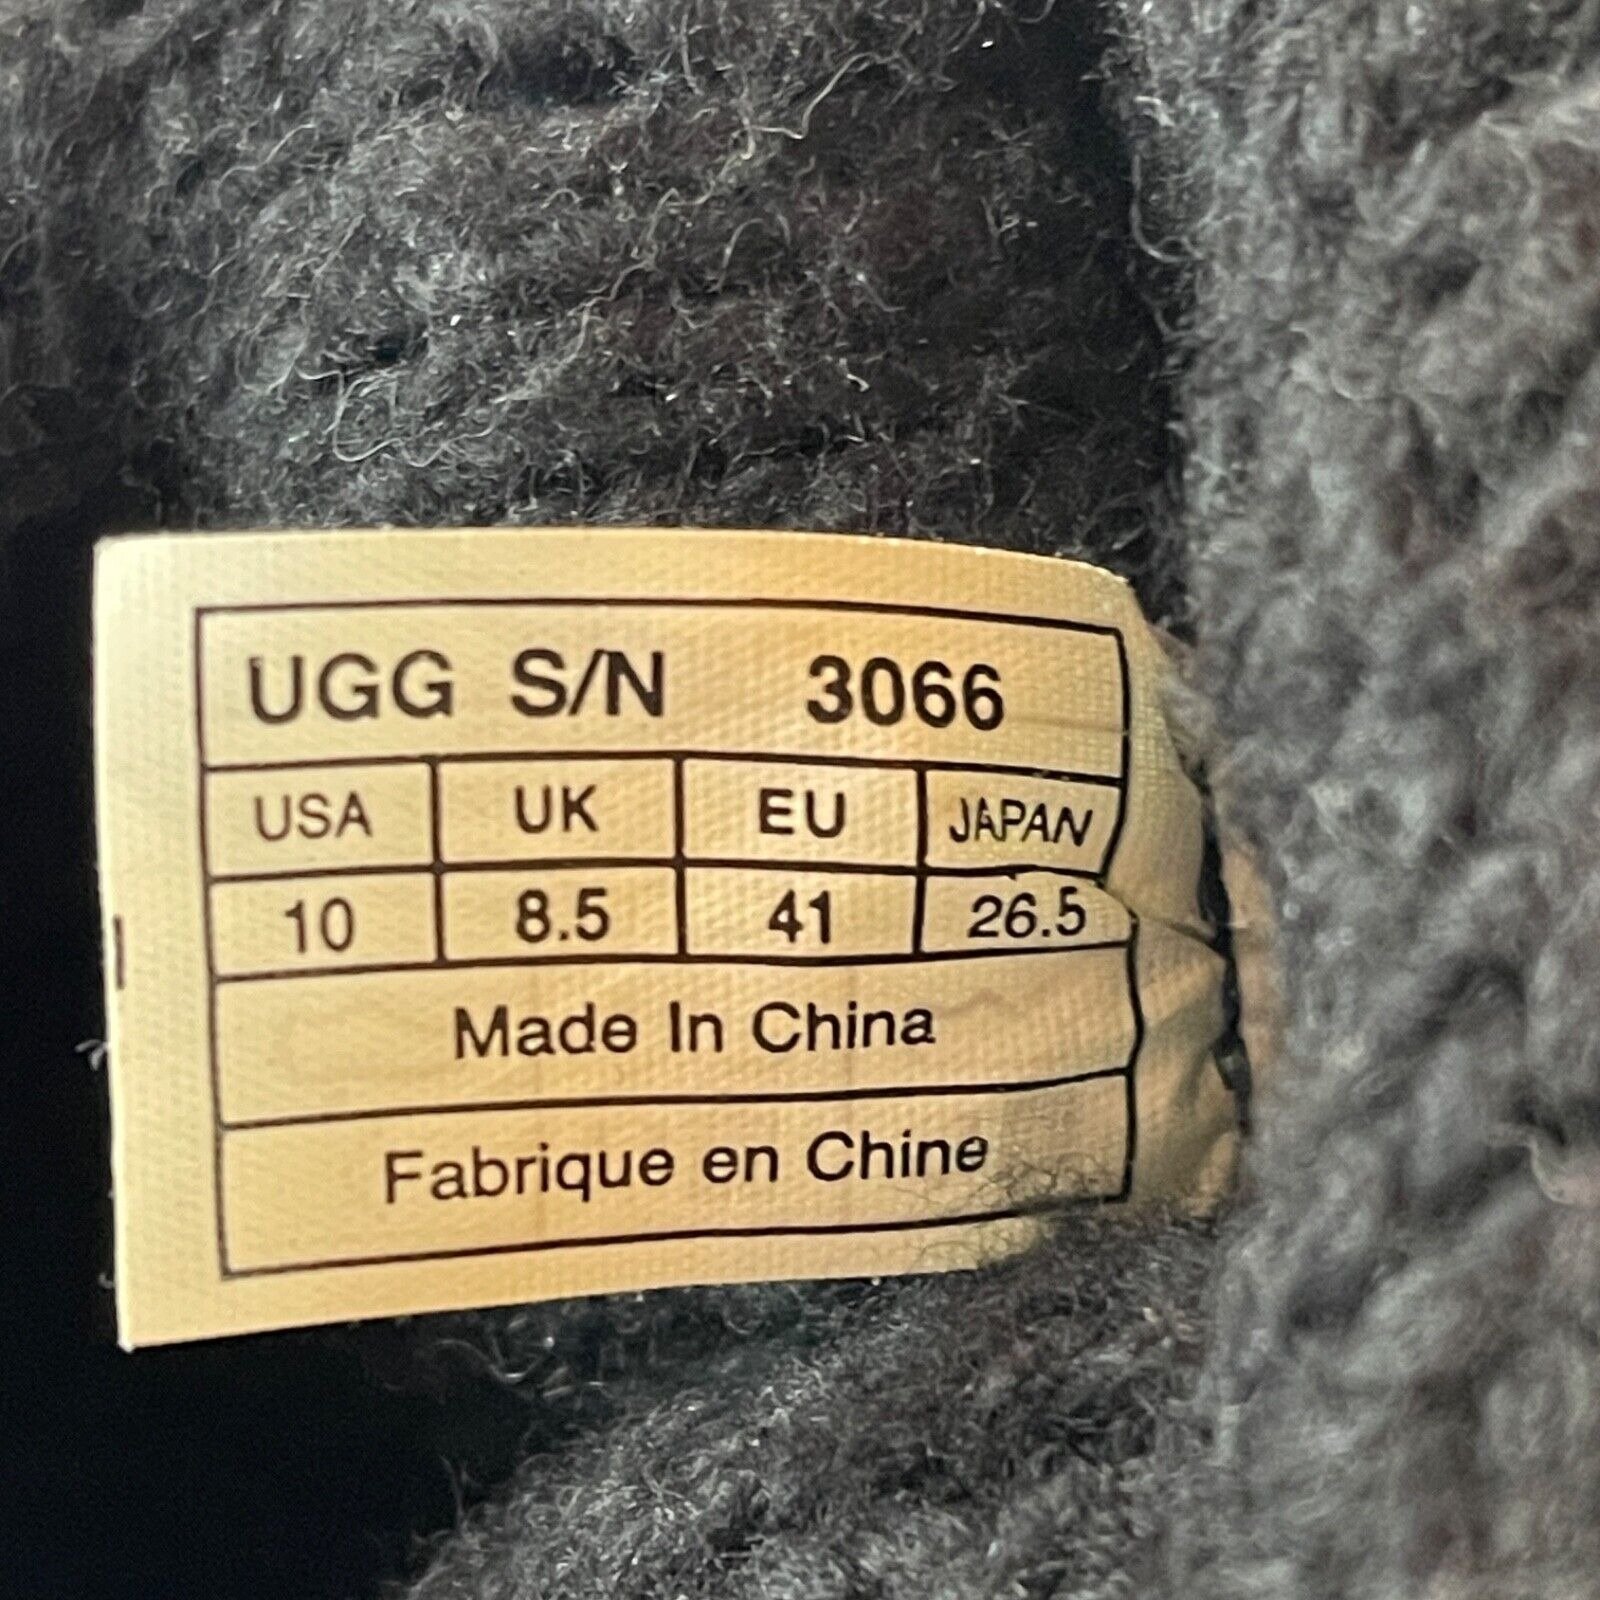 UGG S/N 3066
USA UK EU JAPAN
10 8.5 41 26.5
Made In China
Fabrique en Chine